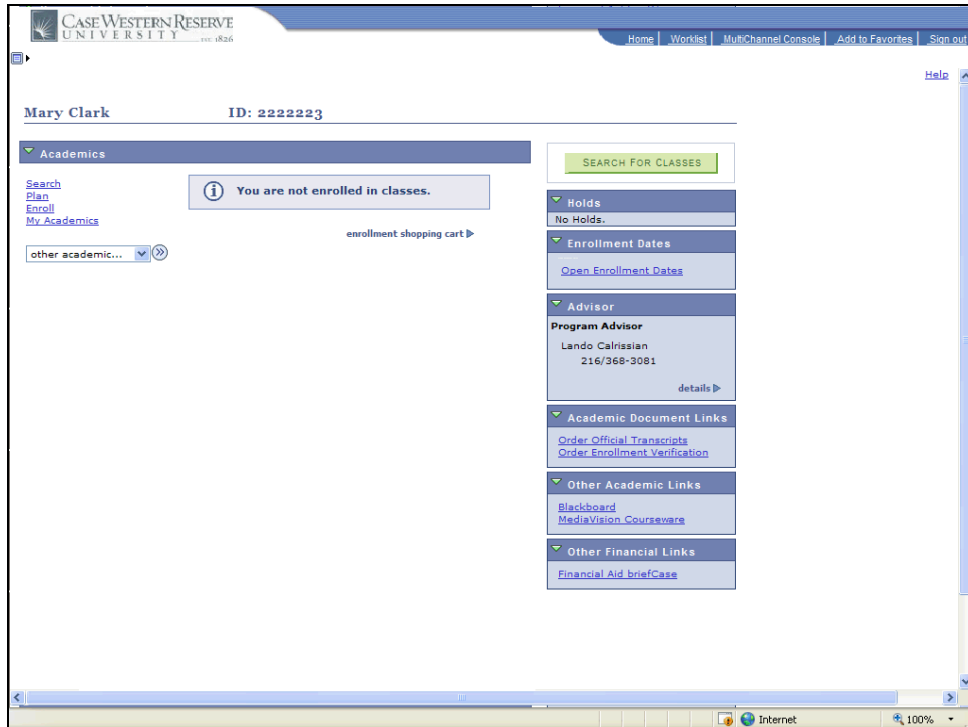 CASE WESTERN RESERVE
UNIVERSITY EST. 1826
Home Worklist MultiChannel Console Add to Favorites Sign out
Help
Mary Clark ID: 2222223
Academics
Search
Plan
Enroll
My Academics
other academic...
You are not enrolled in classes.
enrollment shopping cart
SEARCH FOR CLASSES
Holds
No Holds.
Enrollment Dates
Open Enrollment Dates
Advisor
Program Advisor
Lando Calrissian
216/368-3081
details
Academic Document Links
Order Official Transcripts
Order Enrollment Verification
Other Academic Links
Blackboard
MediaVision Courseware
Other Financial Links
Financial Aid briefCase
Internet 100%